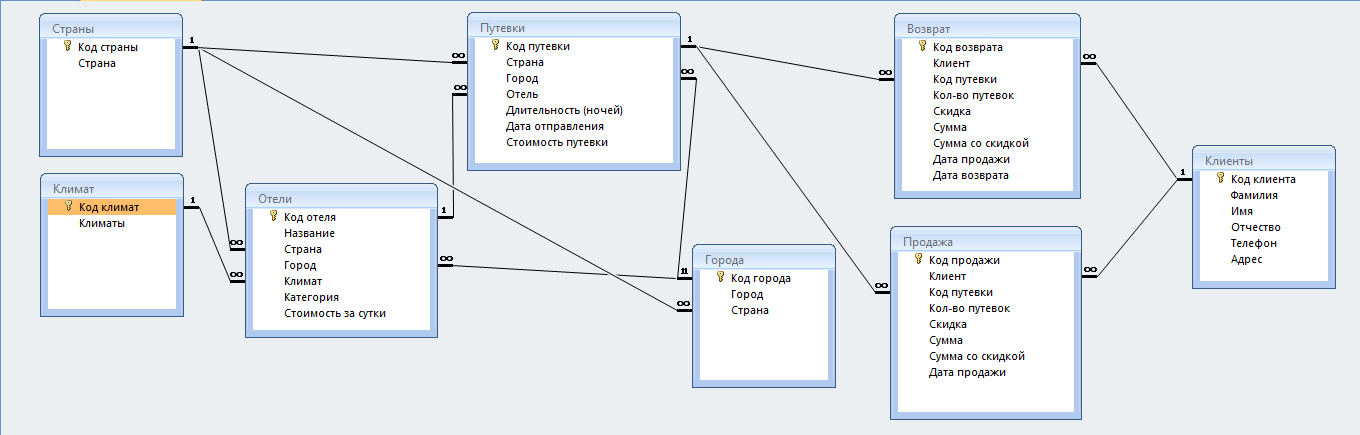 Страны
Код страны
Страна
Климат
Код климат
Климаты
Отели
Код отеля
Название
Страна
Город
Климат
Категория
Стоимость за сутки
Путевки
Код путевки
Страна
Город
Отель
Длительность (ночей)
Дата отправления
Стоимость путевки
Города
Код города
Город
Страна
Возврат
Код возврата
Клиент
Код путевки
Кол-во путевок
Скидка
Сумма
Сумма со скидкой
Дата продажи
Дата возврата
Продажа
Код продажи
Клиент
Код путевки
Кол-во путевок
Скидка
Сумма
Сумма со скидкой
Дата продажи
Клиенты
Код клиента
Фамилия
Имя
Отчество
Телефон
Адрес
1
∞
∞
1
∞
1
∞
∞
1
∞
∞
11
∞
∞
∞
∞
∞
1